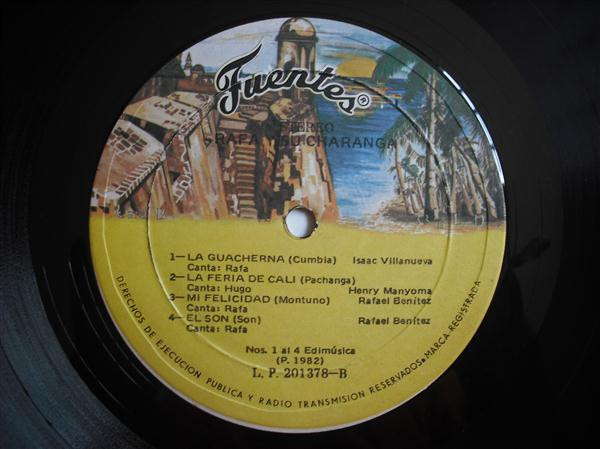 Fuentes®
STEREO
RAFA SU CHARANGA
1—LA GUACHERNA (Cumbia) Isaac Villanueva
Canta: Rafa
2—LA FERIA DE CALI (Pachanga)
Canta: Hugo Henry Manyoma
3—MI FELICIDAD (Montuno) Rafael Benítez
Canta: Rafa
4—EL SON (Son) Rafael Benítez
Canta: Rafa
Nos. 1 al 4 Edimúsica
(P. 1982)
L. P. 201378—B
DERECHOS DE EJECUCION PUBLICA Y RADIO TRANSMISION RESERVADOS. MARCA REGISTRADA